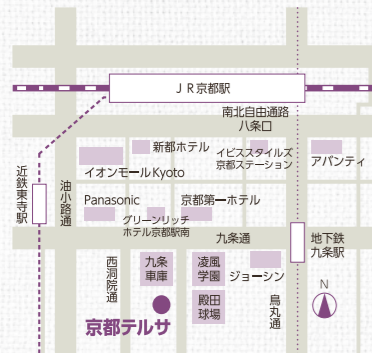 JR京都駅
南北自由通路
八条口
新都ホテル
イビススタイルズ
京都ステーション
アバンティ
イオンモールKyoto
近鉄東寺駅
油小路通
Panasonic
京都第一ホテル
グリーンリッチ
ホテル京都駅南
九条通
地下鉄
九条駅
西洞院通
九条
車庫
凌風
学園
ジョーシン
烏丸通
殿田
球場
N
京都テルサ